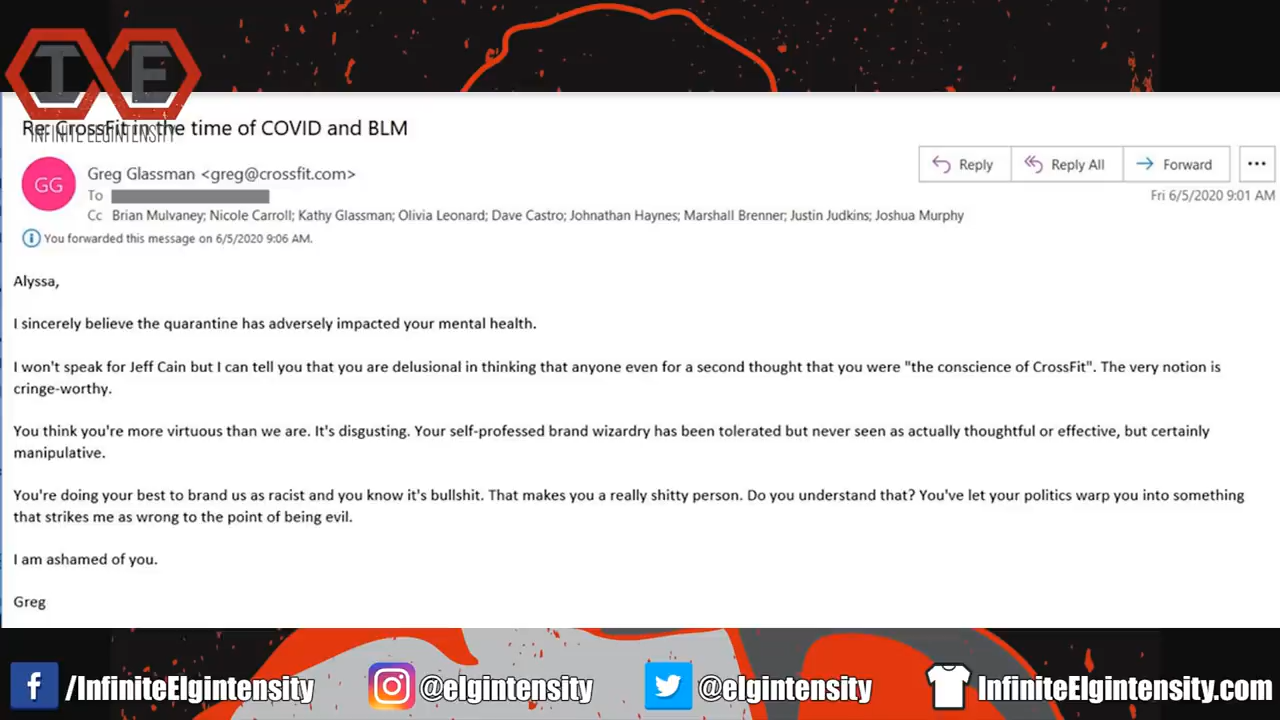 IE
INFINITE ELGINTENSITY
Re: CrossFit in the time of COVID and BLM
GG
Greg Glassman <greg@crossfit.com>
To
Cc Brian Mulvaney; Nicole Carroll; Kathy Glassman; Olivia Leonard; Dave Castro; Johnathan Haynes; Marshall Brenner; Justin Judkins; Joshua Murphy
Reply
Reply All
Forward
...
Fri 6/5/2020 9:01 AM
i You forwarded this message on 6/5/2020 9:06 AM.
Alyssa,
I sincerely believe the quarantine has adversely impacted your mental health.
I won't speak for Jeff Cain but I can tell you that you are delusional in thinking that anyone even for a second thought that you were "the conscience of CrossFit". The very notion is
cringe-worthy.
You think you're more virtuous than we are. It's disgusting. Your self-professed brand wizardry has been tolerated but never seen as actually thoughtful or effective, but certainly
manipulative.
You're doing your best to brand us as racist and you know it's bullshit. That makes you a really shitty person. Do you understand that? You've let your politics warp you into something
that strikes me as wrong to the point of being evil.
I am ashamed of you.
Greg
f /InfiniteElgintensity
@elgintensity
@elgintensity
InfiniteElgintensity.com